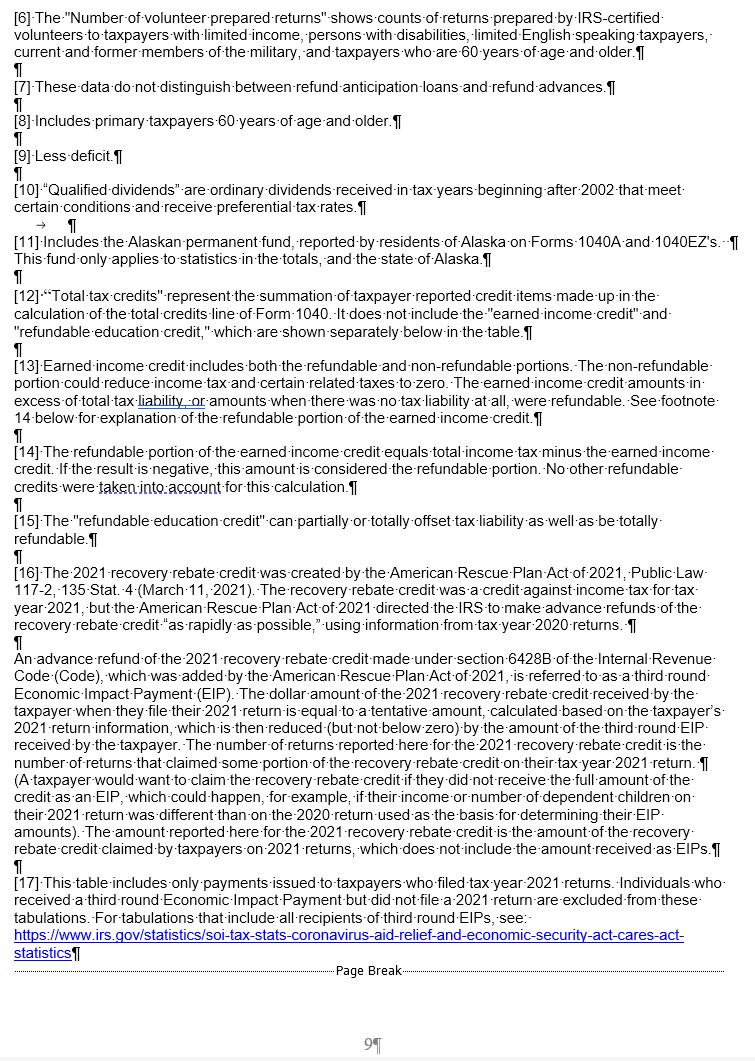 [6] The "Number of volunteer prepared returns" shows counts of returns prepared by IRS-certified
volunteers to taxpayers with limited income, persons with disabilities, limited English speaking taxpayers,
current and former members of the military, and taxpayers who are 60 years of age and older.¶
¶
[7] These data do not distinguish between refund anticipation loans and refund advances.¶
¶
[8] Includes primary taxpayers 60 years of age and older.¶
¶
[9] Less deficit.¶
¶
[10] “Qualified dividends” are ordinary dividends received in tax years beginning after 2002 that meet
certain conditions and receive preferential tax rates.¶
→ ¶
[11] Includes the Alaskan permanent fund, reported by residents of Alaska on Forms 1040A and 1040EZ's. ¶
This fund only applies to statistics in the totals, and the state of Alaska.¶
¶
[12] “Total tax credits" represent the summation of taxpayer reported credit items made up in the
calculation of the total credits line of Form 1040. It does not include the "earned income credit" and
"refundable education credit," which are shown separately below in the table.¶
¶
[13] Earned income credit includes both the refundable and non-refundable portions. The non-refundable
portion could reduce income tax and certain related taxes to zero. The earned income credit amounts in
excess of total tax liability, or amounts when there was no tax liability at all, were refundable. See footnote
14 below for explanation of the refundable portion of the earned income credit.¶
¶
[14] The refundable portion of the earned income credit equals total income tax minus the earned income
credit. If the result is negative, this amount is considered the refundable portion. No other refundable
credits were taken into account for this calculation.¶
¶
[15] The "refundable education credit" can partially or totally offset tax liability as well as be totally
refundable.¶
¶
[16] The 2021 recovery rebate credit was created by the American Rescue Plan Act of 2021, Public Law
117-2, 135 Stat. 4 (March 11, 2021). The recovery rebate credit was a credit against income tax for tax
year 2021, but the American Rescue Plan Act of 2021 directed the IRS to make advance refunds of the
recovery rebate credit “as rapidly as possible,” using information from tax year 2020 returns. ¶
¶
An advance refund of the 2021 recovery rebate credit made under section 6428B of the Internal Revenue
Code (Code), which was added by the American Rescue Plan Act of 2021, is referred to as a third round
Economic Impact Payment (EIP). The dollar amount of the 2021 recovery rebate credit received by the
taxpayer when they file their 2021 return is equal to a tentative amount, calculated based on the taxpayer’s
2021 return information, which is then reduced (but not below zero) by the amount of the third round EIP
received by the taxpayer. The number of returns reported here for the 2021 recovery rebate credit is the
number of returns that claimed some portion of the recovery rebate credit on their tax year 2021 return. ¶
(A taxpayer would want to claim the recovery rebate credit if they did not receive the full amount of the
credit as an EIP, which could happen, for example, if their income or number of dependent children on
their 2021 return was different than on the 2020 return used as the basis for determining their EIP
amounts). The amount reported here for the 2021 recovery rebate credit is the amount of the recovery
rebate credit claimed by taxpayers on 2021 returns, which does not include the amount received as EIPs.¶
¶
[17] This table includes only payments issued to taxpayers who filed tax year 2021 returns. Individuals who
received a third round Economic Impact Payment but did not file a 2021 return are excluded from these
tabulations. For tabulations that include all recipients of third round EIPs, see:
https://www.irs.gov/statistics/soi-tax-stats-coronavirus-aid-relief-and-economic-security-act-cares-act-
statistics¶
Page Break
9¶